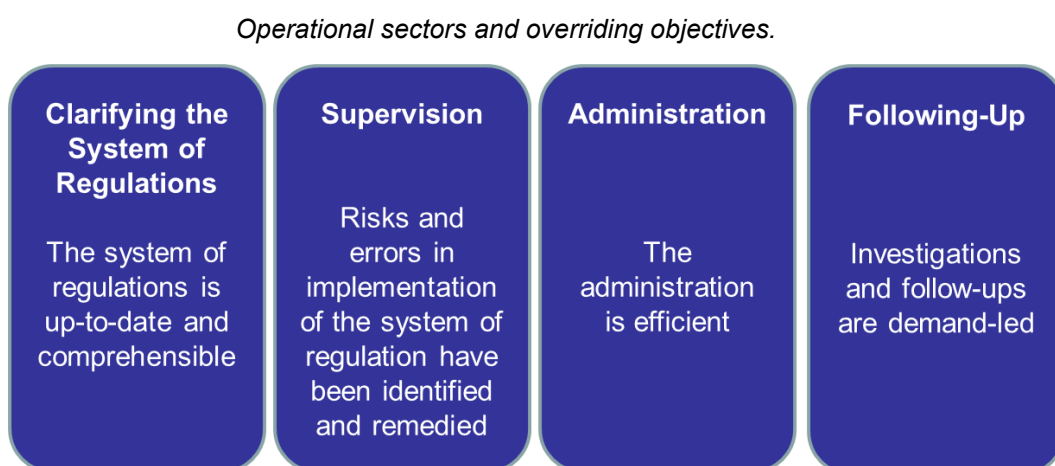 Operational sectors and overriding objectives.
Clarifying the
System of
Regulations
The system of
regulations is
up-to-date and
comprehensible
Supervision
Risks and
errors in
implementation
of the system of
regulation have
been identified
and remedied
Administration
The
administration
is efficient
Following-Up
Investigations
and follow-ups
are demand-led